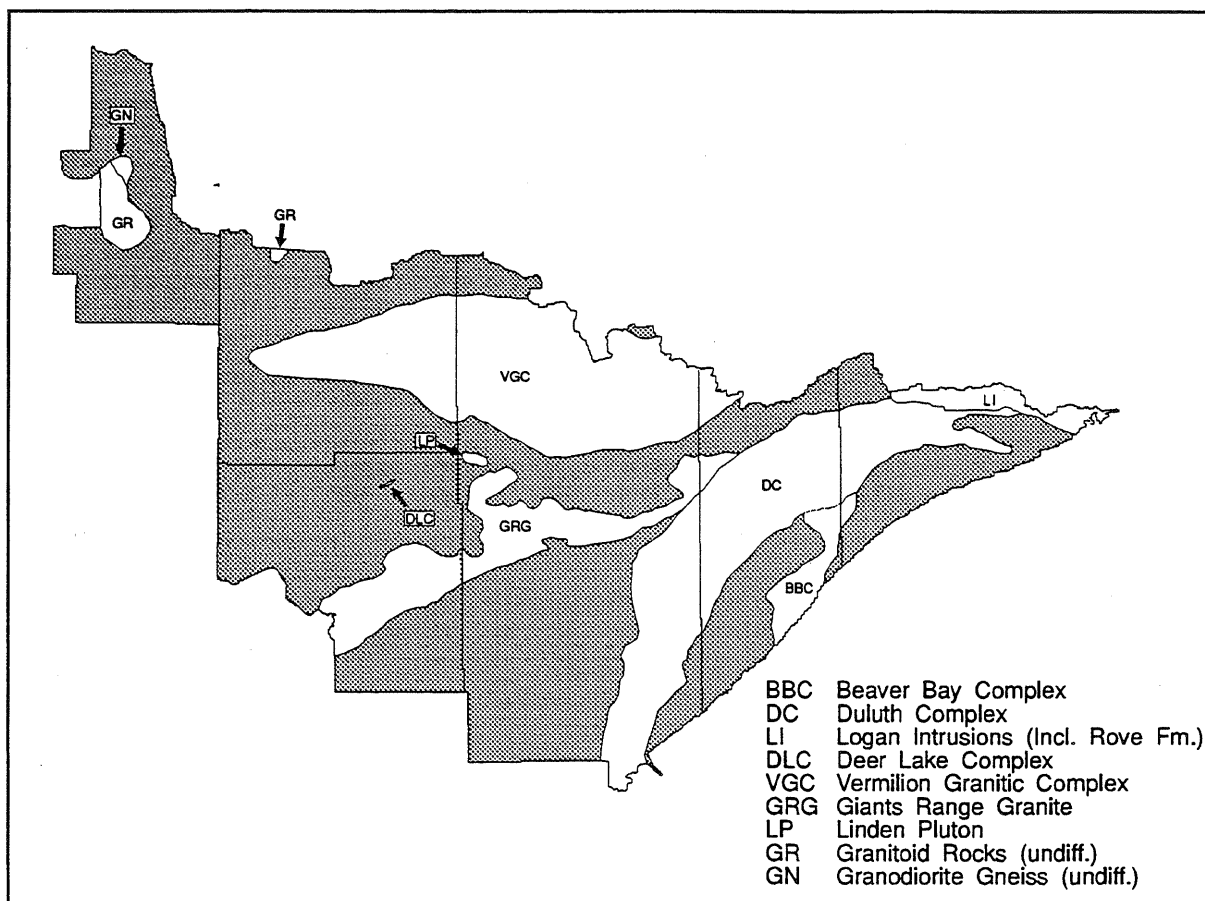 GN
GR
GR
VGC
LI
LP
DC
DLC
GRG
BBC
BBC Beaver Bay Complex
DC Duluth Complex
LI Logan Intrusions (Incl. Rove Fm.)
DLC Deer Lake Complex
VGC Vermilion Granitic Complex
GRG Giants Range Granite
LP Linden Pluton
GR Granitoid Rocks (undiff.)
GN Granodiorite Gneiss (undiff.)